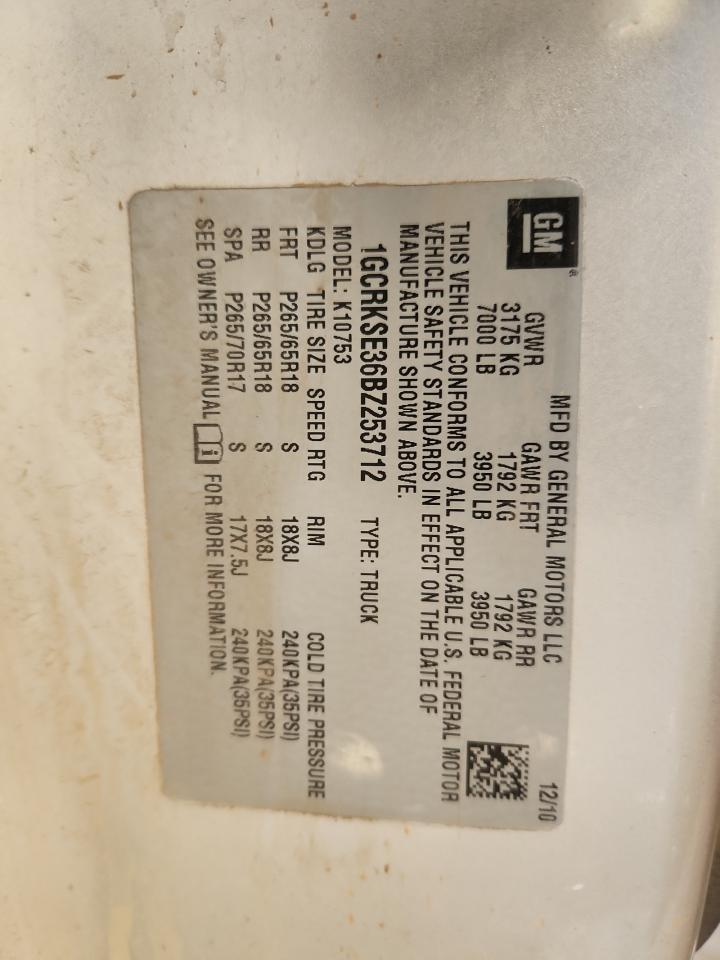 GM
MFD BY GENERAL MOTORS LLC 12/10
GVWR GAWR FRT GAWR RR
3175 KG 1792 KG 1792 KG
7000 LB 3950 LB 3950 LB
THIS VEHICLE CONFORMS TO ALL APPLICABLE U.S. FEDERAL MOTOR
VEHICLE SAFETY STANDARDS IN EFFECT ON THE DATE OF
MANUFACTURE SHOWN ABOVE.
1GCRKSE36BZ253712 TYPE: TRUCK
MODEL: K10753
KDLG TIRE SIZE SPEED RTG RIM COLD TIRE PRESSURE
FRT P265/65R18 S 18X8J 240KPA(35PSI)
RR P265/65R18 S 18X8J 240KPA(35PSI)
SPA P265/70R17 S 17X7.5J 240KPA(35PSI)
SEE OWNER'S MANUAL FOR MORE INFORMATION.